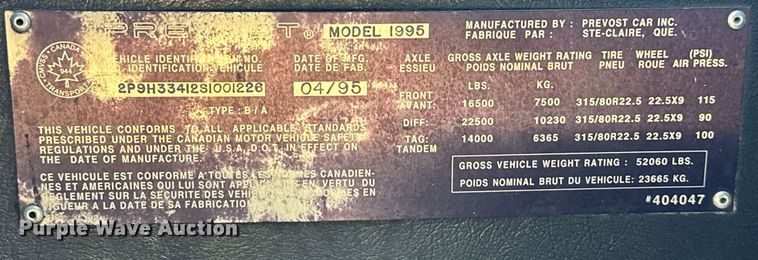 PREVOST® MODEL 1995
MANUFACTURED BY : PREVOST CAR INC.
FABRIQUE PAR : STE-CLAIRE, QUE.
CANADA
944
TRANSPORT
VEHICLE IDENTIFICATION NO.
IDENTIFICATION VEHICULE
DATE OF MFG.
DATE DE FAB.
2P9H33412S1001226
04/95
TYPE : B / A
AXLE GROSS AXLE WEIGHT RATING TIRE WHEEL (PSI)
ESSIEU POIDS NOMINAL BRUT PNEU ROUE AIR PRESS.
LBS. KG.
FRONT
AVANT: 16500 7500 315/80R22.5 22.5X9 115
DIFF: 22500 10230 315/80R22.5 22.5X9 90
TAG: 14000 6365 315/80R22.5 22.5X9 100
TANDEM
THIS VEHICLE CONFORMS TO ALL APPLICABLE STANDARDS
PRESCRIBED UNDER THE CANADIAN MOTOR VEHICLE SAFETY
REGULATIONS AND UNDER THE U.S.A. D.O.T. IN EFFECT ON
THE DATE OF MANUFACTURE.
CE VEHICULE EST CONFORME A TOUTES LES NORMES CANADIEN-
NES ET AMERICAINES QUI LUI SONT APPLICABLES EN VERTU DU
REGLEMENT SUR LA SECURITE DES VEHICULES AUTOMOBILES EN
VIGUEUR A LA DATE DE SA FABRICATION.
GROSS VEHICLE WEIGHT RATING : 52060 LBS.
POIDS NOMINAL BRUT DU VEHICULE: 23665 KG.
#404047
Purple Wave Auction